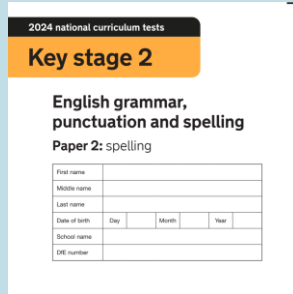 2024 national curriculum tests
Key stage 2
English grammar,
punctuation and spelling
Paper 2: spelling
First name
Middle name
Last name
Date of birth Day Month Year
School name
DfE number